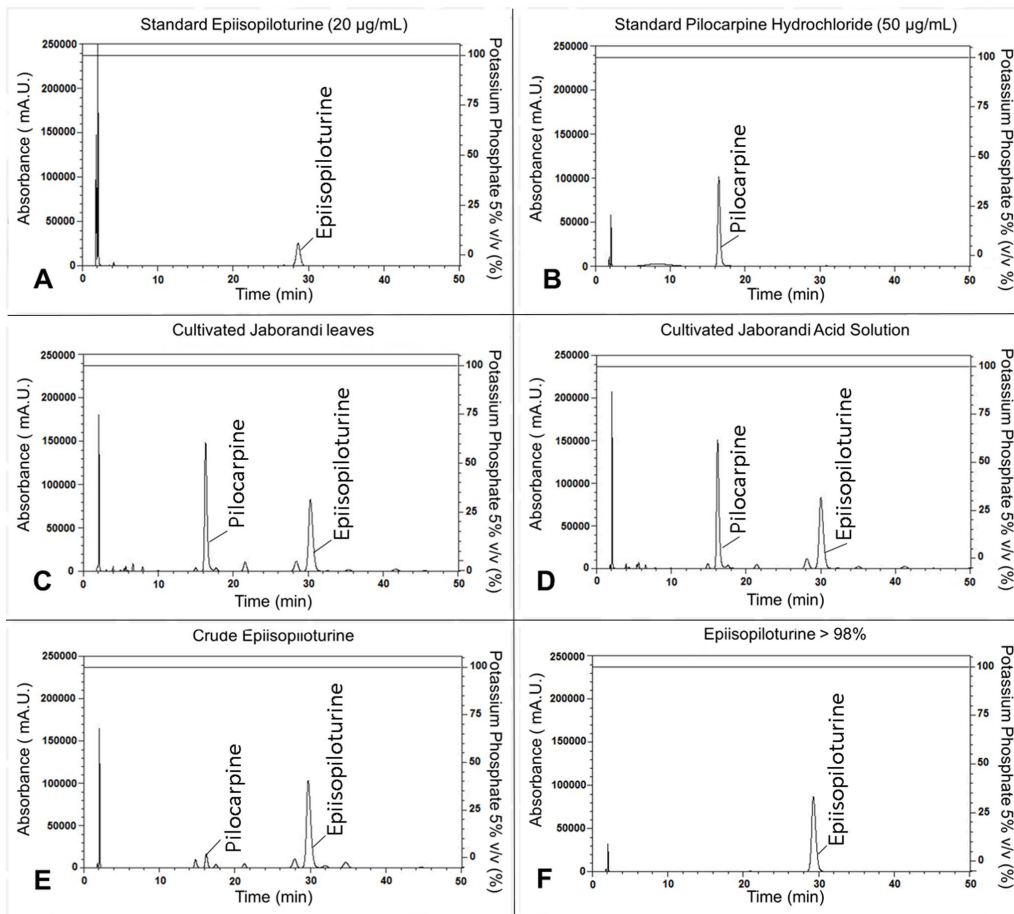 Standard Epiisopiloturine (20 µg/mL)
250000
200000
150000
100000
50000
0
Absorbance ( mA.U.)
Epiisopiloturine
100
75
50
25
0
Potassium Phosphate 5% v/v (%)
0 10 20 30 40 50
Time (min)
A
Standard Pilocarpine Hydrochloride (50 µg/mL)
250000
200000
150000
100000
50000
0
Absorbance ( mA.U.)
Pilocarpine
100
75
50
25
0
Potassium Phosphate 5% (v/v %)
0 10 20 30 40 50
Time (min)
B
Cultivated Jaborandi leaves
250000
200000
150000
100000
50000
0
Absorbance ( mA.U.)
Pilocarpine
Epiisopiloturine
100
75
50
25
0
Potassium Phosphate 5% v/v (%)
0 10 20 30 40 50
Time (min)
C
Cultivated Jaborandi Acid Solution
250000
200000
150000
100000
50000
0
Absorbance ( mA.U.)
Pilocarpine
Epiisopiloturine
100
75
50
25
0
Potassium Phosphate 5% v/v (%)
0 10 20 30 40 50
Time (min)
D
Crude Epiisopiloturine
250000
200000
150000
100000
50000
0
Absorbance ( mA.U.)
Pilocarpine
Epiisopiloturine
100
75
50
25
0
Potassium Phosphate 5% v/v (%)
0 10 20 30 40 50
Time (min)
E
Epiisopiloturine > 98%
250000
200000
150000
100000
50000
0
Absorbance ( mA.U.)
Epiisopiloturine
100
75
50
25
0
Potassium Phosphate 5% v/v (%)
0 10 20 30 40 50
Time (min)
F